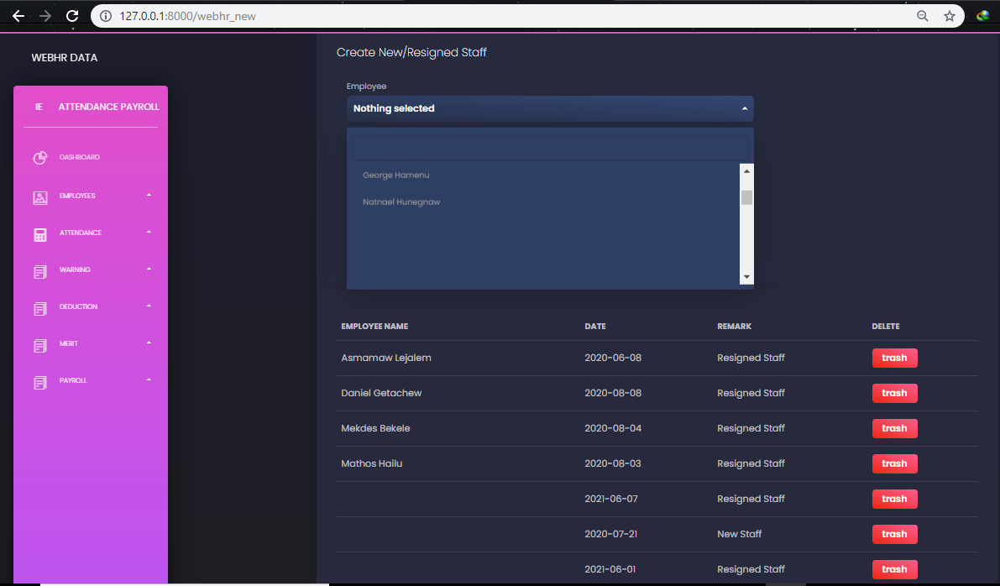 127.0.0.1:8000/webhr_new
WEBHR DATA
IE ATTENDANCE PAYROLL
DASHBOARD
EMPLOYEES
ATTENDANCE
WARNING
DEDUCTION
MERIT
PAYROLL
Create New/Resigned Staff
Employee
Nothing selected
George Hamenu
Natnael Hunegnaw
EMPLOYEE NAME DATE REMARK DELETE
Asmamaw Lejalem 2020-06-08 Resigned Staff trash
Daniel Getachew 2020-08-08 Resigned Staff trash
Mekdes Bekele 2020-08-04 Resigned Staff trash
Mathos Hailu 2020-08-03 Resigned Staff trash
2021-06-07 Resigned Staff trash
2020-07-21 New Staff trash
2021-06-01 Resigned Staff trash